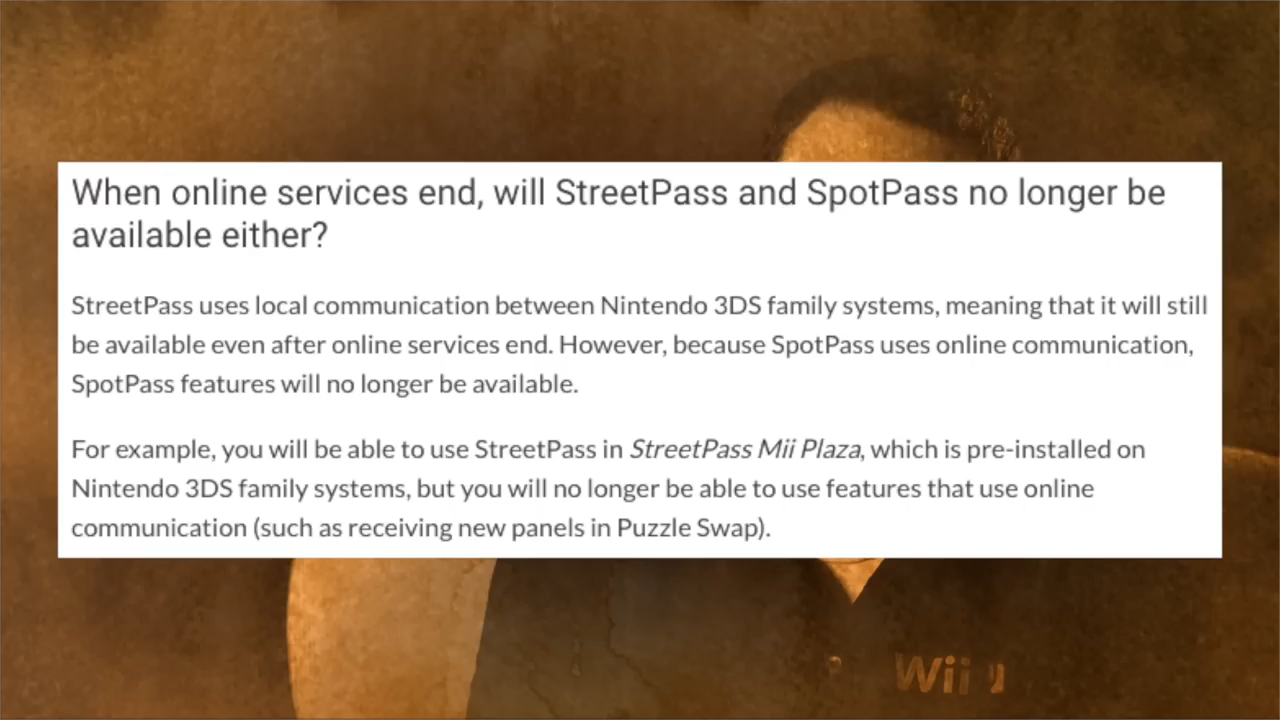 When online services end, will StreetPass and SpotPass no longer be
available either?
StreetPass uses local communication between Nintendo 3DS family systems, meaning that it will still
be available even after online services end. However, because SpotPass uses online communication,
SpotPass features will no longer be available.
For example, you will be able to use StreetPass in StreetPass Mii Plaza, which is pre-installed on
Nintendo 3DS family systems, but you will no longer be able to use features that use online
communication (such as receiving new panels in Puzzle Swap).
Wii U